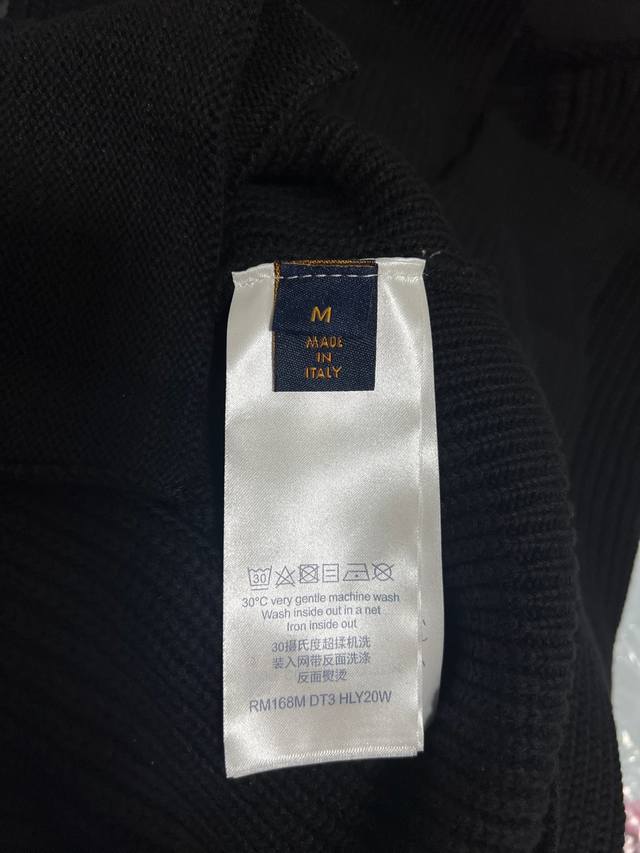 M
MADE
IN
ITALY
30
30°C very gentle machine wash
Wash inside out in a net
Iron inside out
30摄氏度超揉机洗
装入网带反面洗涤
反面熨烫
RM168M DT3 HLY20W